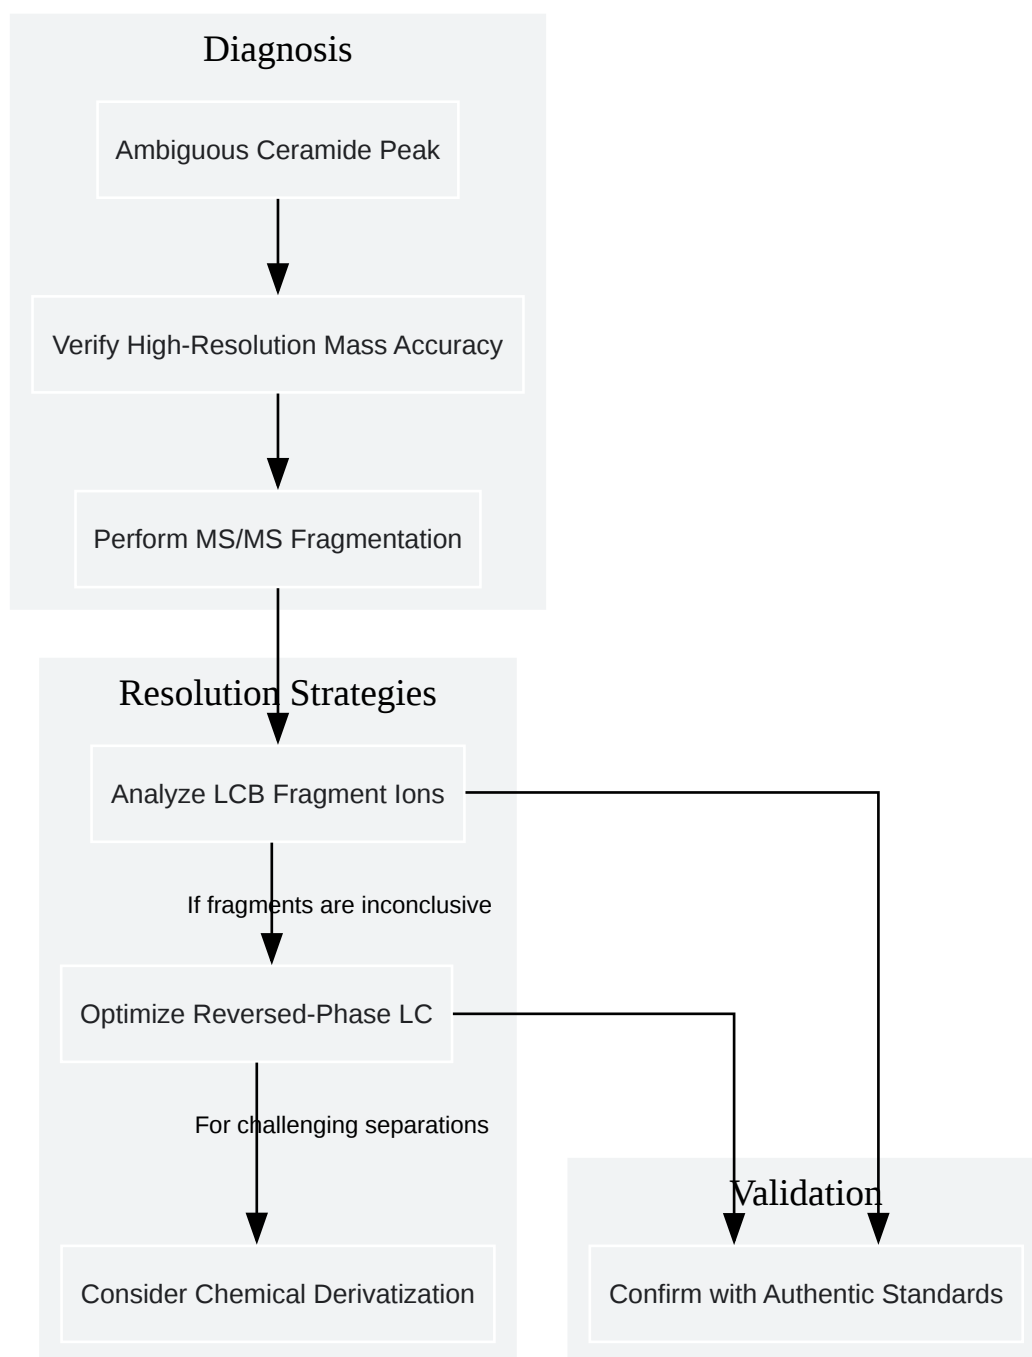 Diagnosis
Ambiguous Ceramide Peak
Verify High-Resolution Mass Accuracy
Perform MS/MS Fragmentation
Resolution Strategies
Analyze LCB Fragment Ions
If fragments are inconclusive
Optimize Reversed-Phase LC
For challenging separations
Consider Chemical Derivatization
Validation
Confirm with Authentic Standards